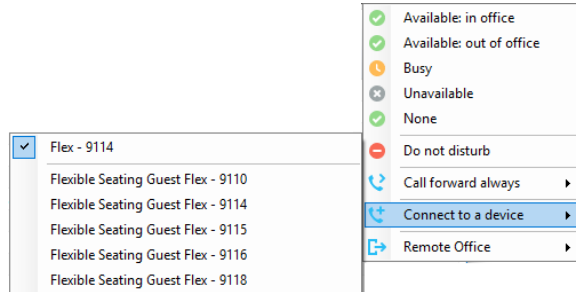 Available: in office
Available: out of office
Busy
Unavailable
None
Do not disturb
Call forward always
Connect to a device
Remote Office
Flex - 9114
Flexible Seating Guest Flex - 9110
Flexible Seating Guest Flex - 9114
Flexible Seating Guest Flex - 9115
Flexible Seating Guest Flex - 9116
Flexible Seating Guest Flex - 9118